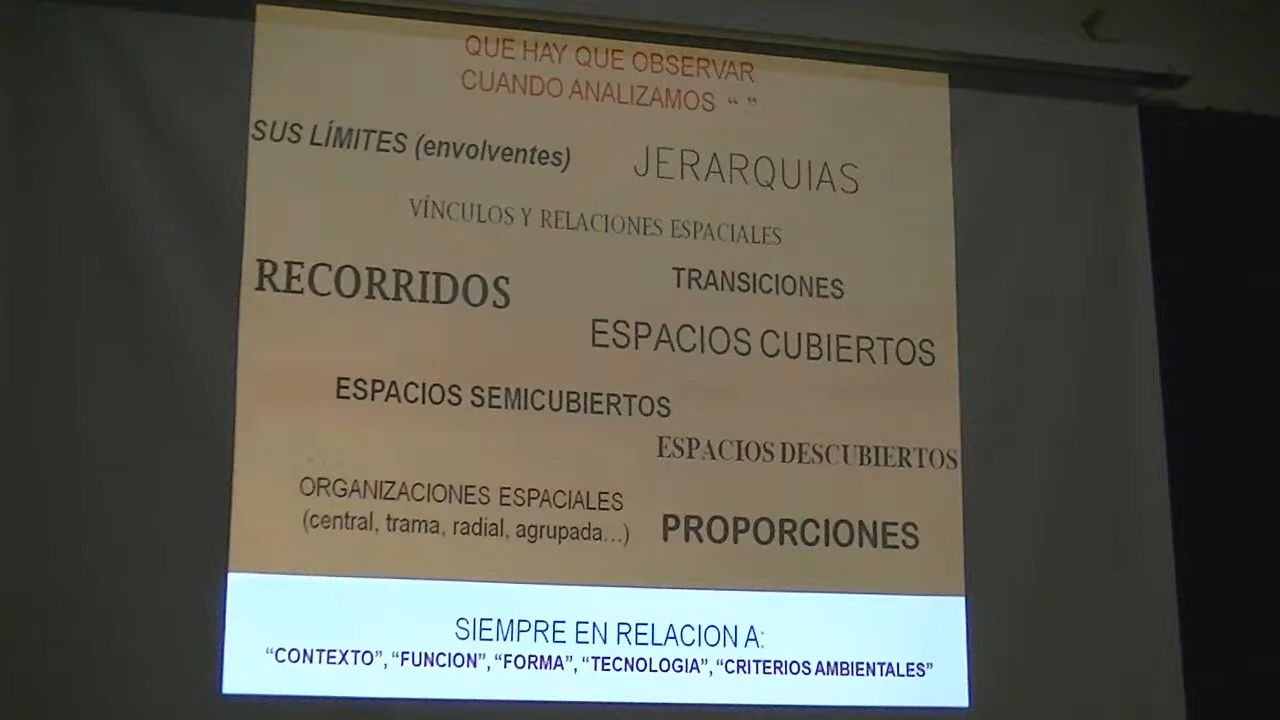 QUE HAY QUE OBSERVAR
CUANDO ANALIZAMOS “ ”
SUS LÍMITES (envolventes)
JERARQUIAS
VÍNCULOS Y RELACIONES ESPACIALES
RECORRIDOS
TRANSICIONES
ESPACIOS CUBIERTOS
ESPACIOS SEMICUBIERTOS
ESPACIOS DESCUBIERTOS
ORGANIZACIONES ESPACIALES
(central, trama, radial, agrupada...)
PROPORCIONES
SIEMPRE EN RELACION A:
“CONTEXTO”, “FUNCION”, “FORMA”, “TECNOLOGIA”, “CRITERIOS AMBIENTALES”